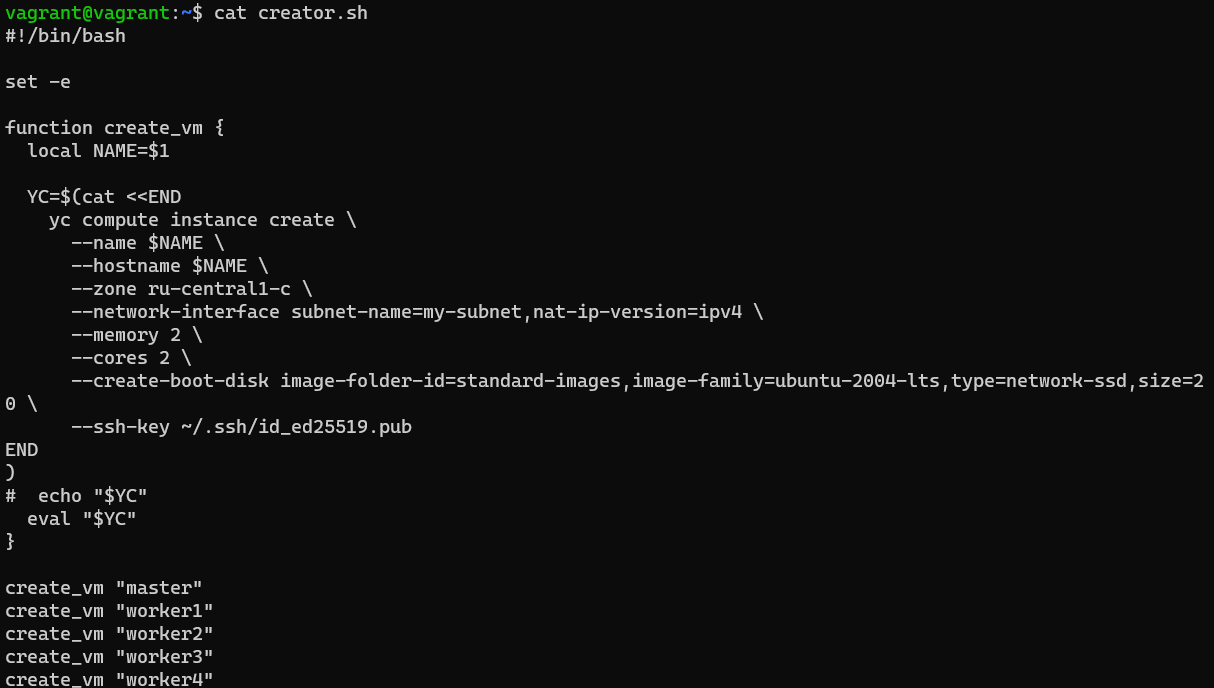 vagrant@vagrant:~$ cat creator.sh
#!/bin/bash

set -e

function create_vm {
  local NAME=$1

  YC=$(cat <<END
    yc compute instance create \
      --name $NAME \
      --hostname $NAME \
      --zone ru-central1-c \
      --network-interface subnet-name=my-subnet,nat-ip-version=ipv4 \
      --memory 2 \
      --cores 2 \
      --create-boot-disk image-folder-id=standard-images,image-family=ubuntu-2004-lts,type=network-ssd,size=2
0 \
      --ssh-key ~/.ssh/id_ed25519.pub
END
)
#  echo "$YC"
  eval "$YC"
}

create_vm "master"
create_vm "worker1"
create_vm "worker2"
create_vm "worker3"
create_vm "worker4"